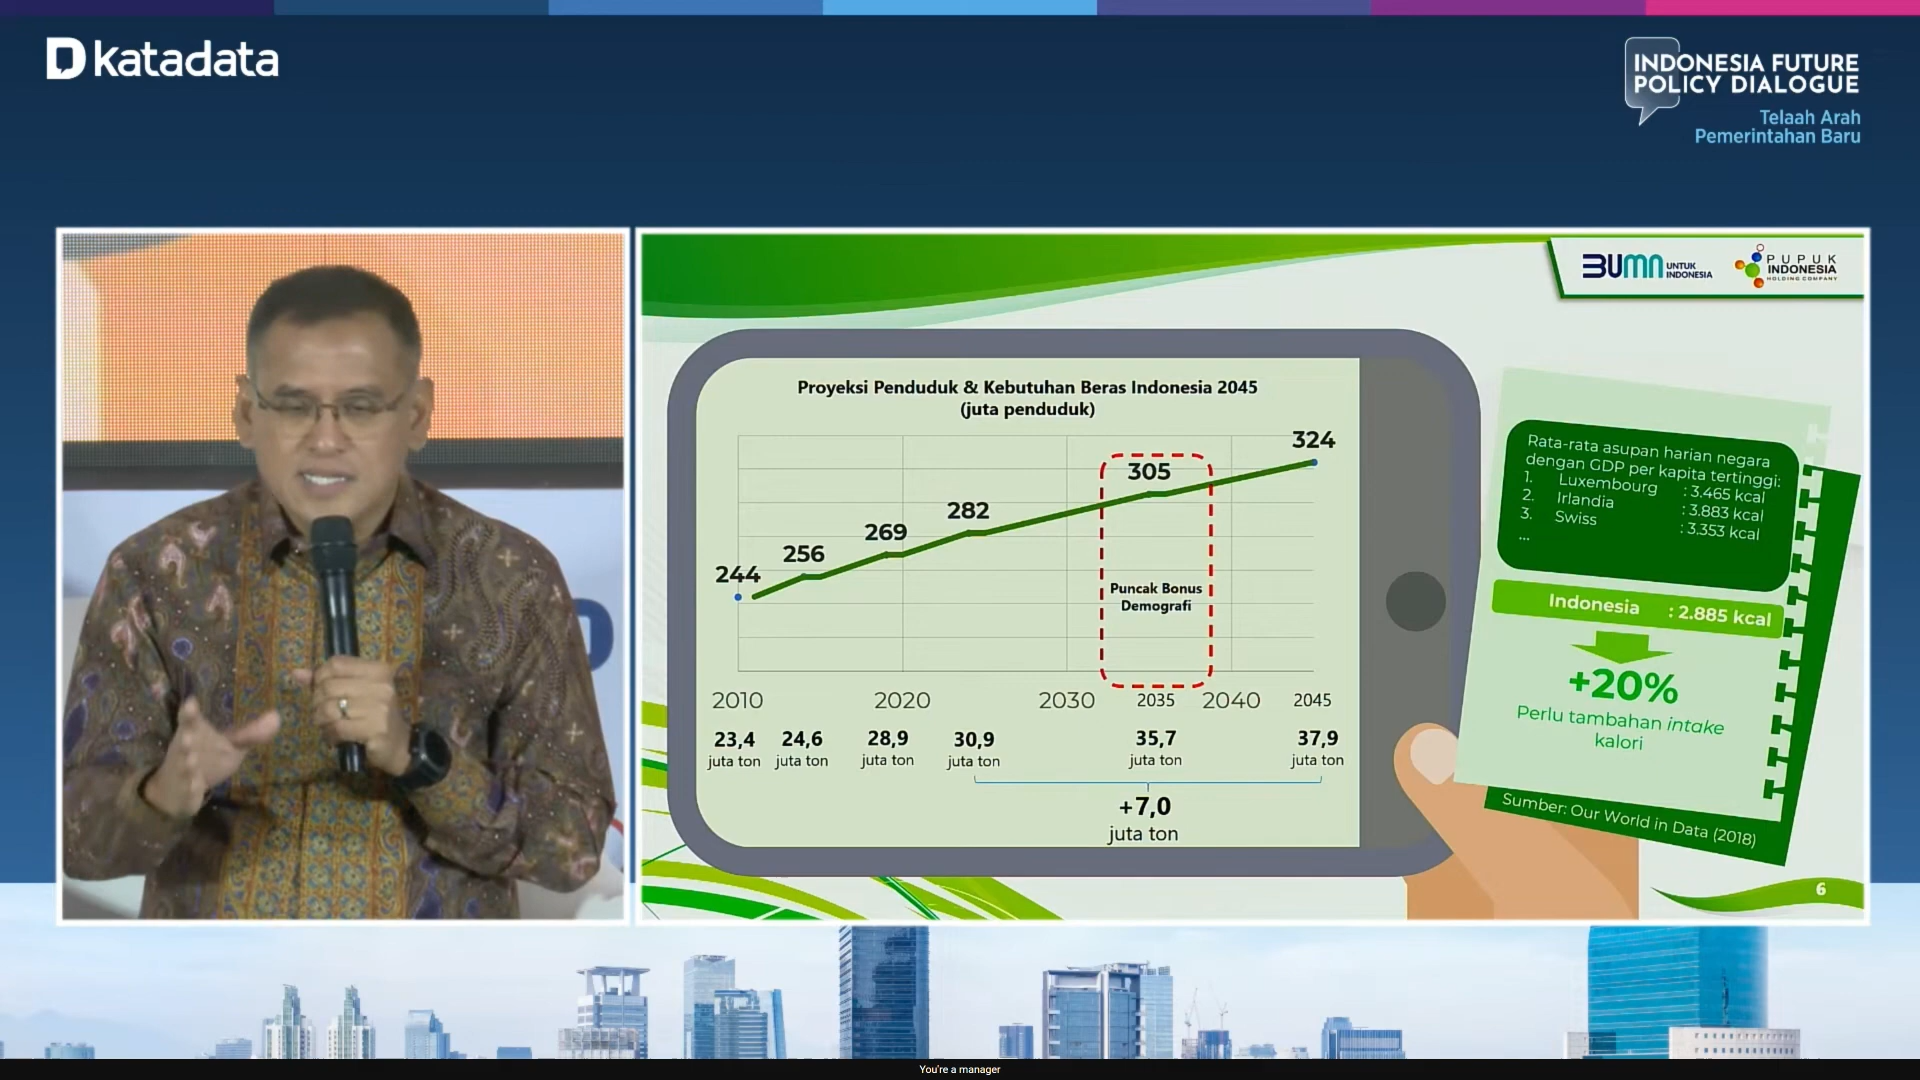 katadata
INDONESIA FUTURE
POLICY DIALOGUE
Telaah Arah
Pemerintahan Baru
BUMN UNTUK
INDONESIA
PUPUK
INDONESIA
HOLDING COMPANY
Proyeksi Penduduk & Kebutuhan Beras Indonesia 2045
(juta penduduk)
244
256
269
282
305
324
Puncak Bonus
Demografi
2010 2020 2030 2035 2040 2045
23,4 24,6 28,9 30,9 35,7 37,9
juta ton juta ton juta ton juta ton juta ton juta ton
+7,0
juta ton
Rata-rata asupan harian negara
dengan GDP per kapita tertinggi:
1. Luxembourg : 3.465 kcal
2. Irlandia : 3.883 kcal
3. Swiss : 3.353 kcal
...
Indonesia : 2.885 kcal
+20%
Perlu tambahan intake
kalori
Sumber: Our World in Data (2018)
6
You're a manager